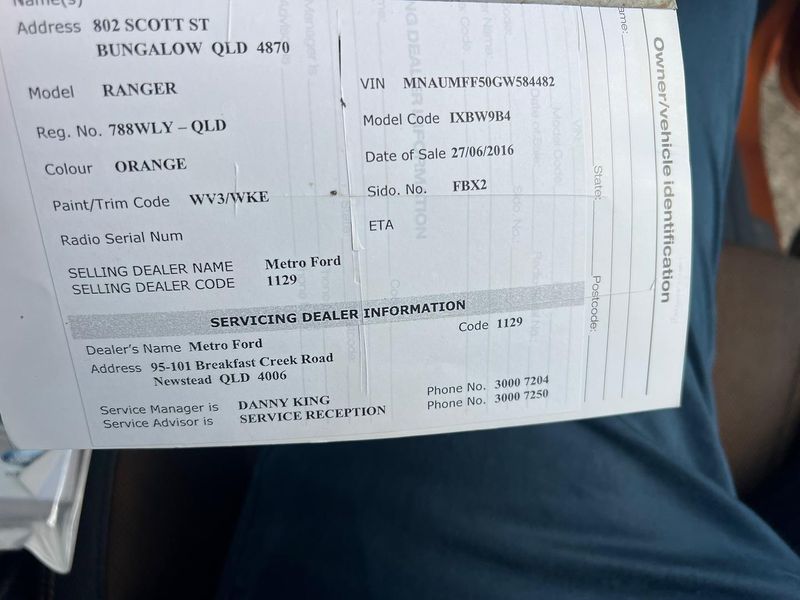 Name(s)
Address 802 SCOTT ST
BUNGALOW QLD 4870
Model RANGER
Reg. No. 788WLY – QLD
Colour ORANGE
Paint/Trim Code WV3/WKE
Radio Serial Num
VIN MNAUMFF50GW584482
Model Code IXBW9B4
Date of Sale 27/06/2016
Sido. No. FBX2
ETA
SELLING DEALER NAME Metro Ford
SELLING DEALER CODE 1129
SERVICING DEALER INFORMATION
Dealer's Name Metro Ford
Code 1129
Address 95-101 Breakfast Creek Road
Newstead QLD 4006
Service Manager is DANNY KING
Phone No. 3000 7204
Service Advisor is SERVICE RECEPTION
Phone No. 3000 7250
Owner/vehicle identification
State:
Postcode: